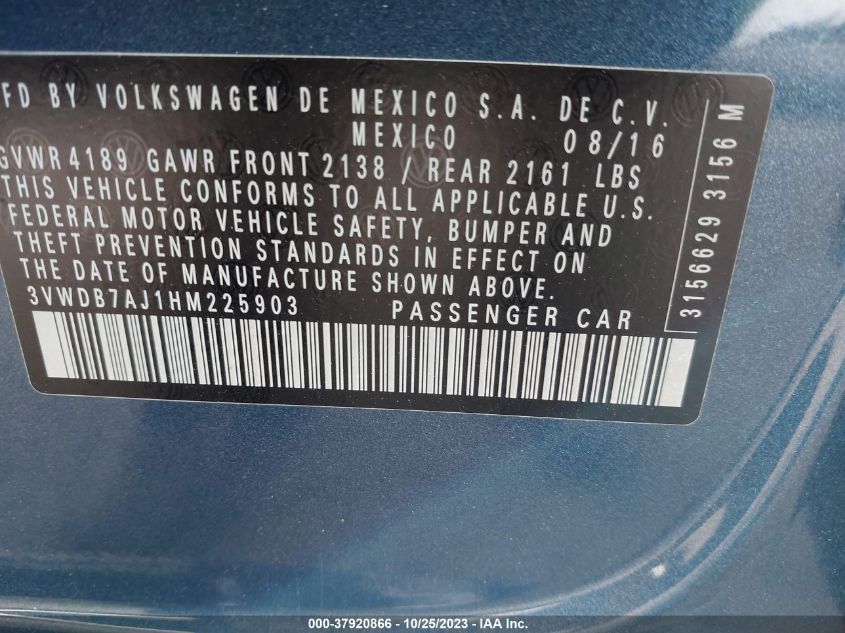 FD BY VOLKSWAGEN DE MEXICO S.A. DE C.V.
MEXICO 08/16
GVWR 4189 GAWR FRONT 2138 / REAR 2161 LBS
THIS VEHICLE CONFORMS TO ALL APPLICABLE U.S.
FEDERAL MOTOR VEHICLE SAFETY, BUMPER AND
THEFT PREVENTION STANDARDS IN EFFECT ON
THE DATE OF MANUFACTURE SHOWN ABOVE.
3VWDB7AJ1HM225903 PASSENGER CAR
3156629 3156 M
000-37920866 - 10/25/2023 - IAA Inc.